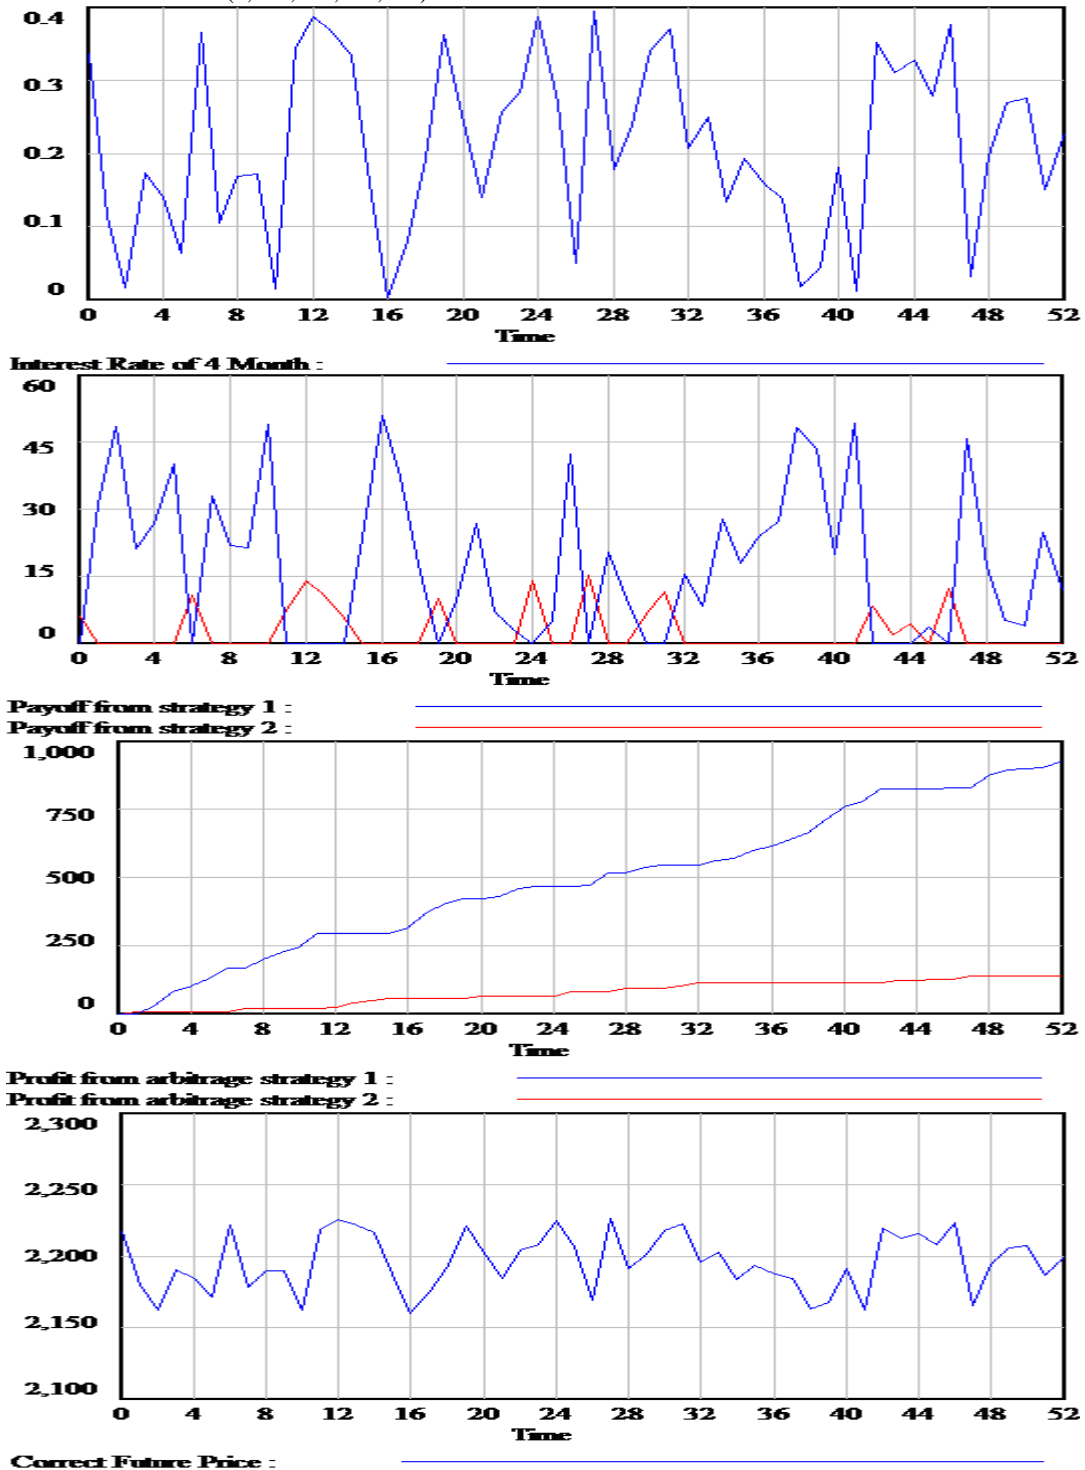 0.4
0.3
0.2
0.1
0
0 4 8 12 16 20 24 28 32 36 40 44 48 52
Time
Interest Rate of 4 Month :
60
45
30
15
0
0 4 8 12 16 20 24 28 32 36 40 44 48 52
Time
Payoff from strategy 1 :
Payoff from strategy 2 :
1,000
750
500
250
0
0 4 8 12 16 20 24 28 32 36 40 44 48 52
Time
Profit from arbitrage strategy 1 :
Profit from arbitrage strategy 2 :
2,300
2,250
2,200
2,150
2,100
0 4 8 12 16 20 24 28 32 36 40 44 48 52
Time
Correct Future Price :